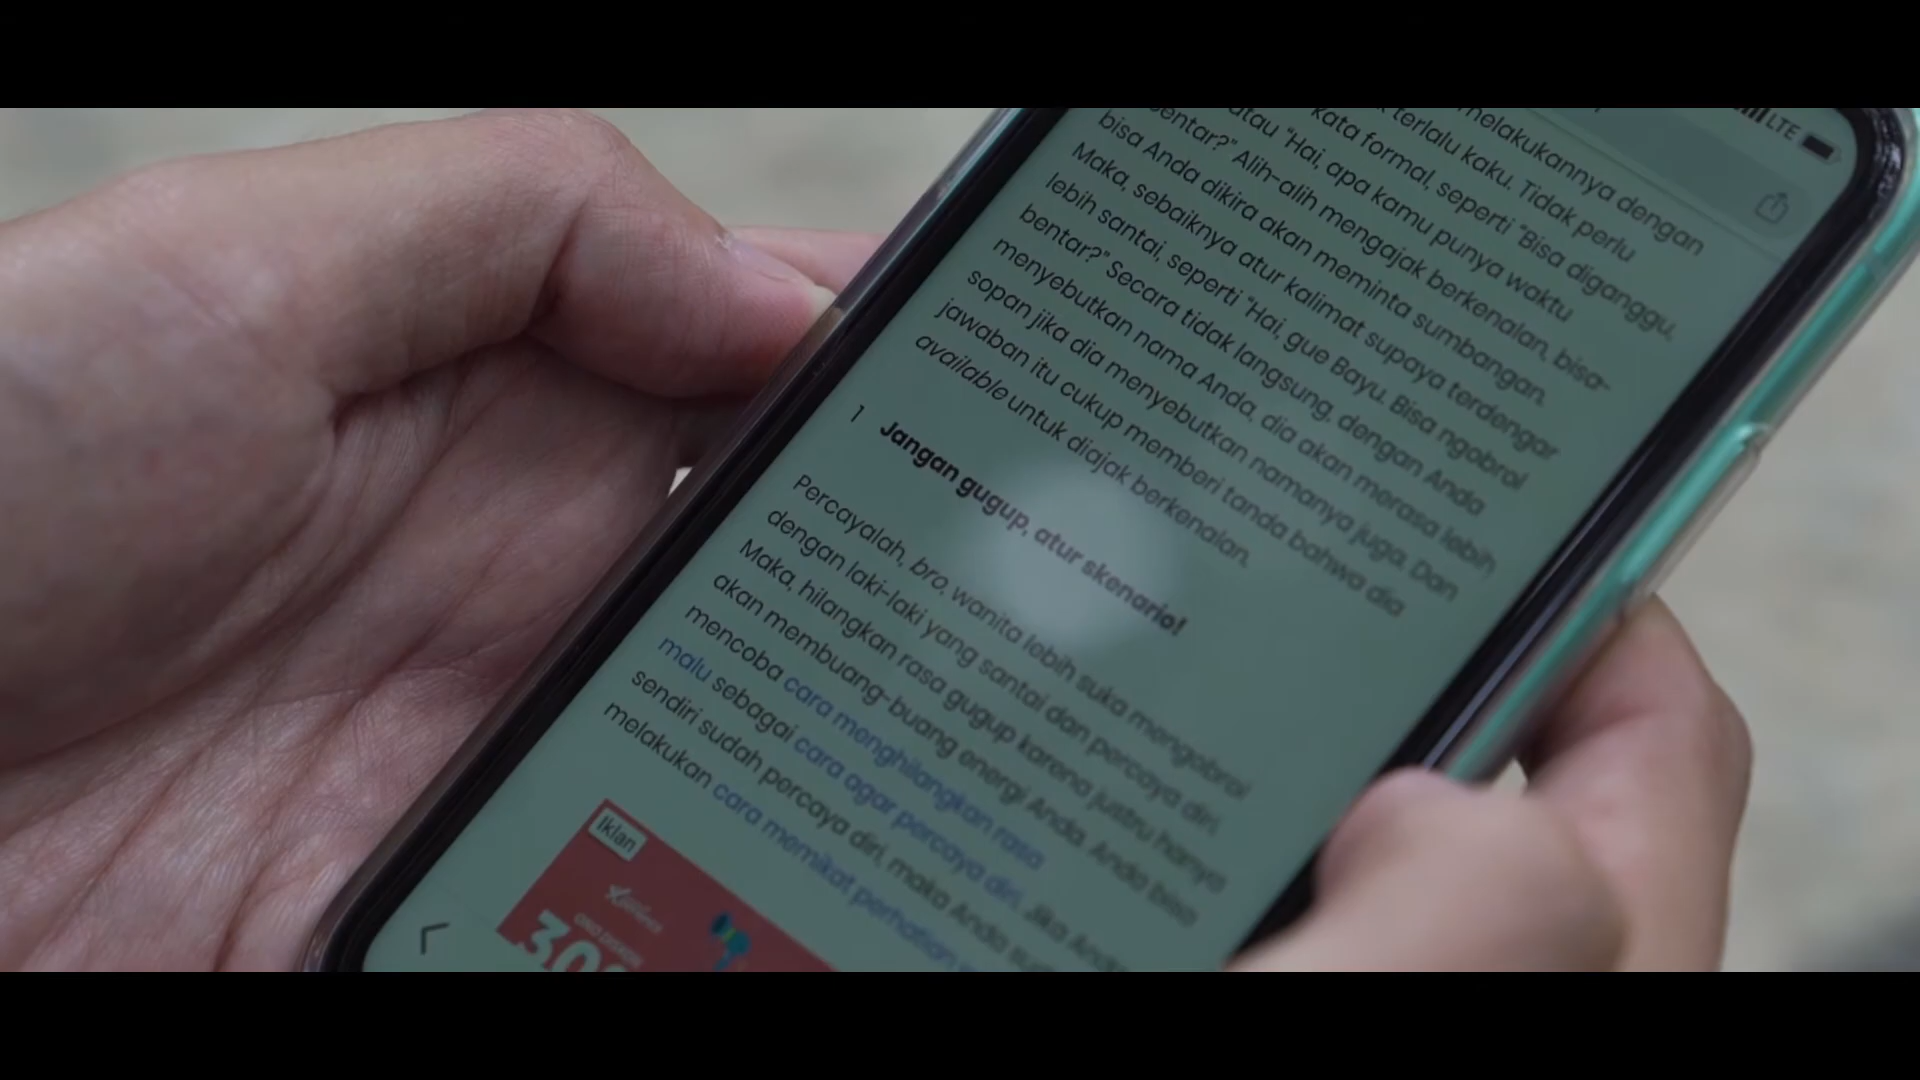 LTE
melakukannya dengan
terlalu kaku. Tidak perlu
kata formal, seperti "Bisa diganggu,
atau "Hai, apa kamu punya waktu
bentar?" Alih-alih mengajak berkenalan, bisa-
bisa Anda dikira akan meminta sumbangan.
Maka, sebaiknya atur kalimat supaya terdengar
lebih santai, seperti "Hai, gue Bayu. Bisa ngobrol
bentar?" Secara tidak langsung, dengan Anda
menyebutkan nama Anda, dia akan merasa lebih
sopan jika dia menyebutkan namanya juga. Dan
jawaban itu cukup memberi tanda bahwa dia
available untuk diajak berkenalan.
1 Jangan gugup, atur skenario!
Percayalah, bro, wanita lebih suka mengobrol
dengan laki-laki yang santai dan percaya diri.
Maka, hilangkan rasa gugup karena justru hanya
akan membuang-buang energi Anda. Anda bisa
mencoba cara menghilangkan rasa
malu sebagai cara agar percaya diri. Jika Anda
sendiri sudah percaya diri, maka Anda
melakukan cara memikat perhatian
Iklan